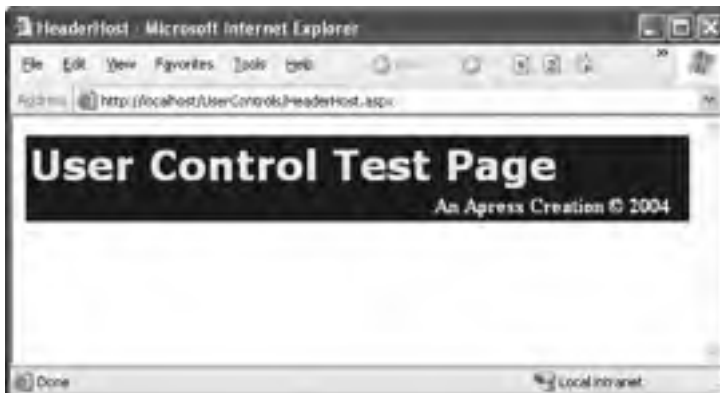 HeaderHost - Microsoft Internet Explorer
File Edit View Favorites Tools Help
Address http://localhost/UserControls/HeaderHost.aspx
User Control Test Page
An Apress Creation © 2004
Done
Local intranet